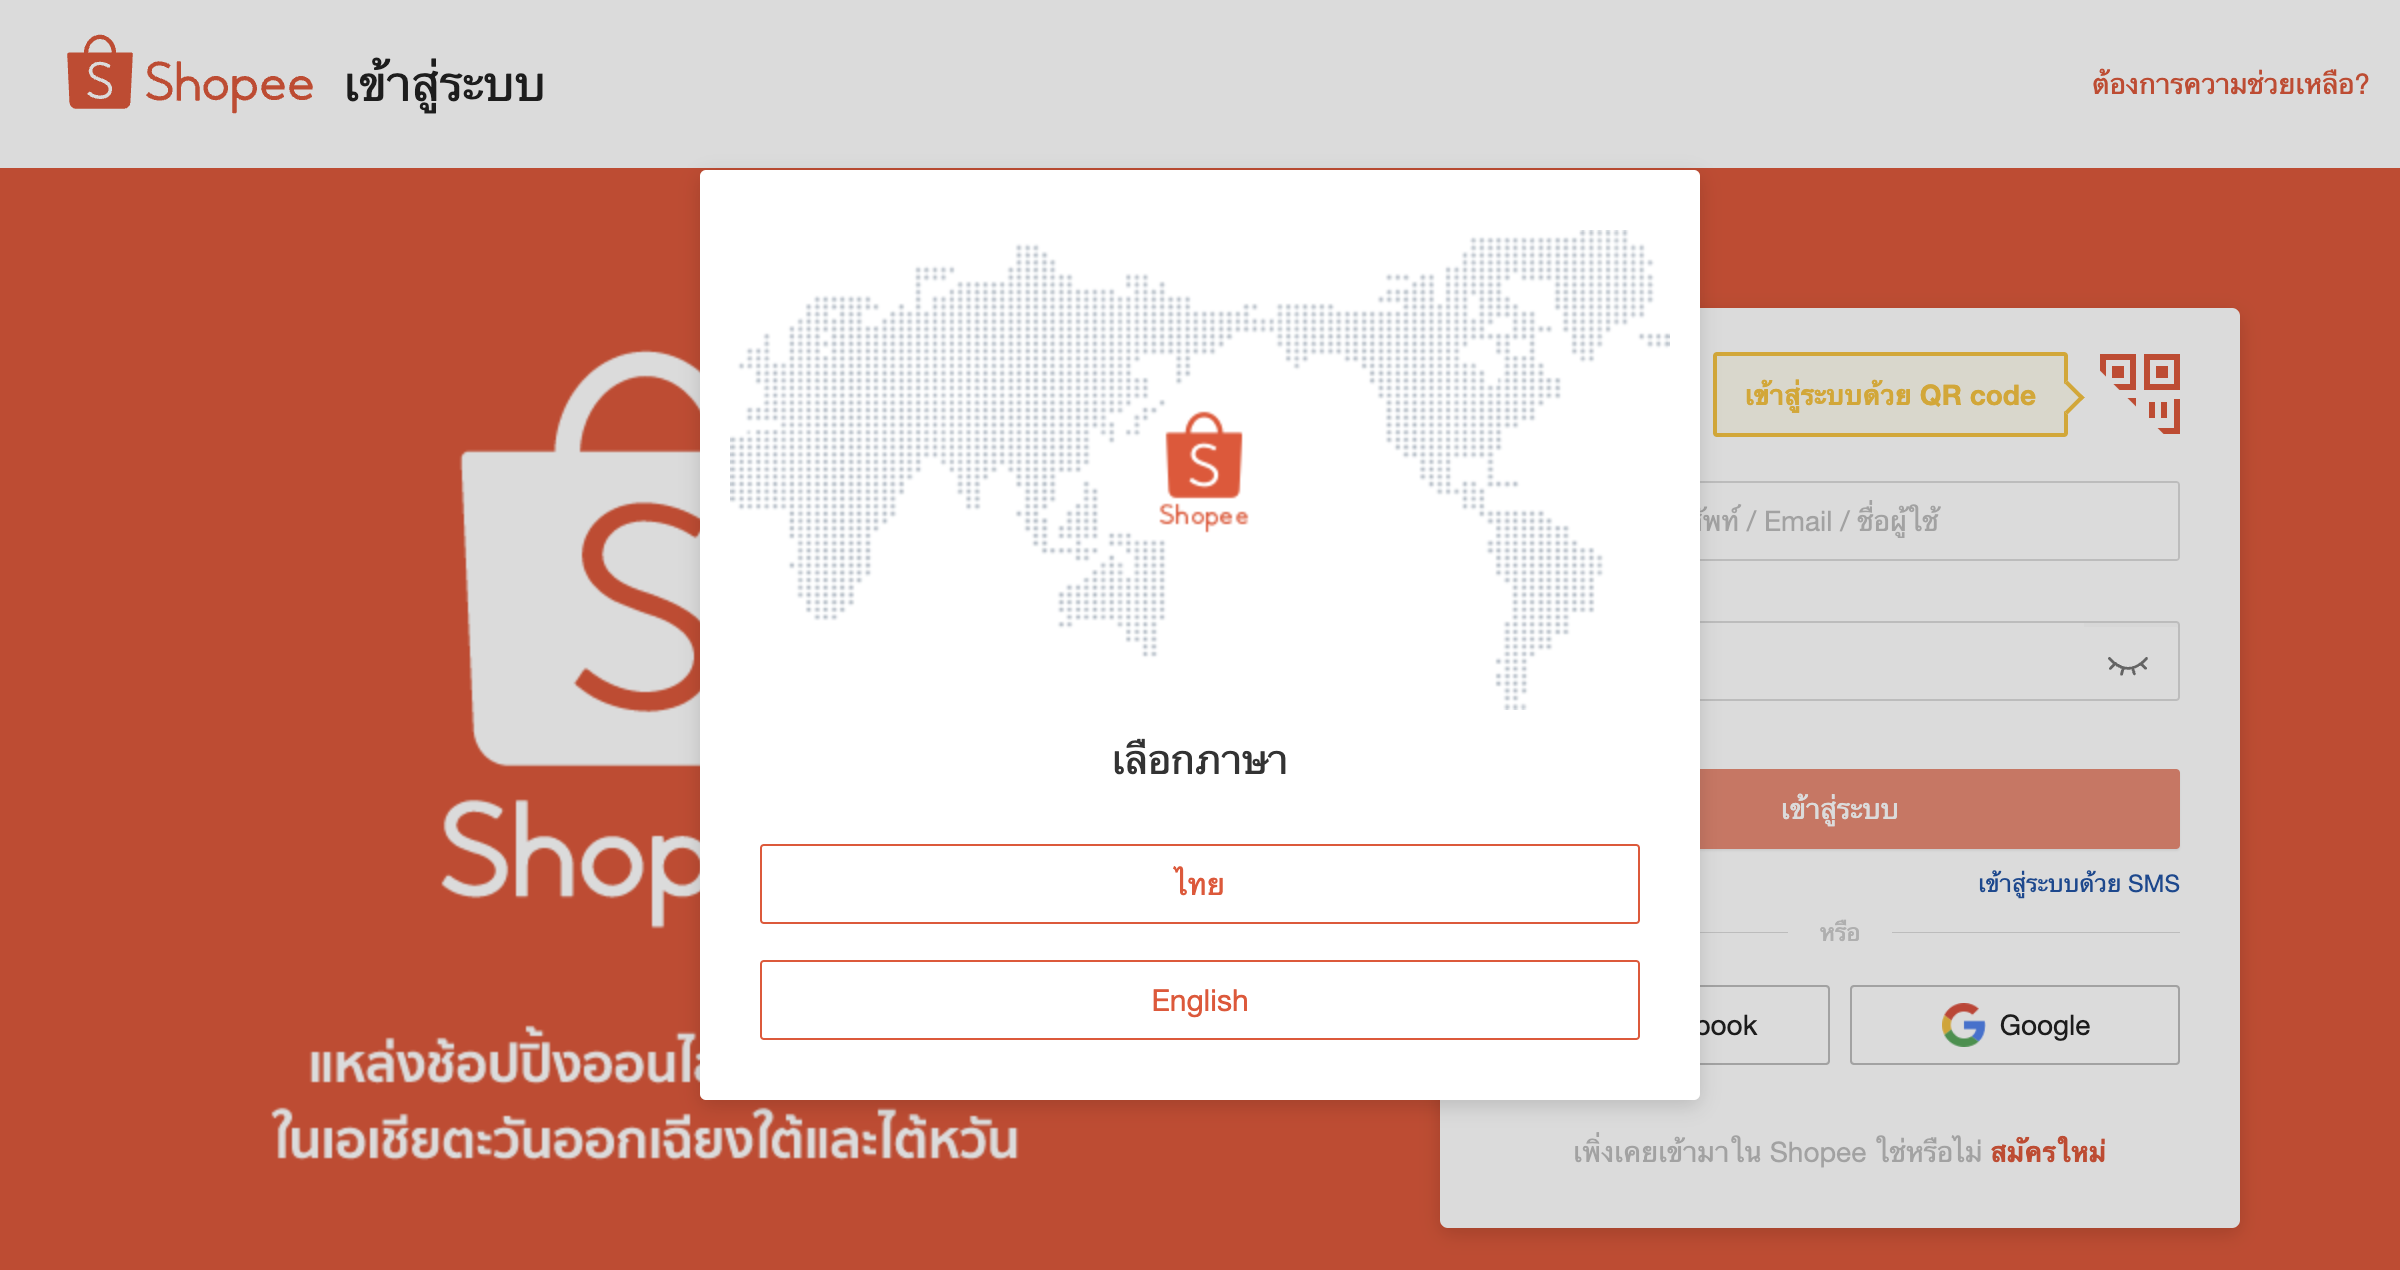 Shopee เข้าสู่ระบบ
ต้องการความช่วยเหลือ?
Shopee
เลือกภาษา
ไทย
English
Shop
แหล่งช้อปปิ้งออนไ
ในเอเชียตะวันออกเฉียงใต้และไต้หวัน
เข้าสู่ระบบด้วย QR code
/ Email / ชื่อผู้ใช้
เข้าสู่ระบบ
เข้าสู่ระบบด้วย SMS
หรือ
book
Google
เพิ่งเคยเข้ามาใน Shopee ใช่หรือไม่ สมัครใหม่